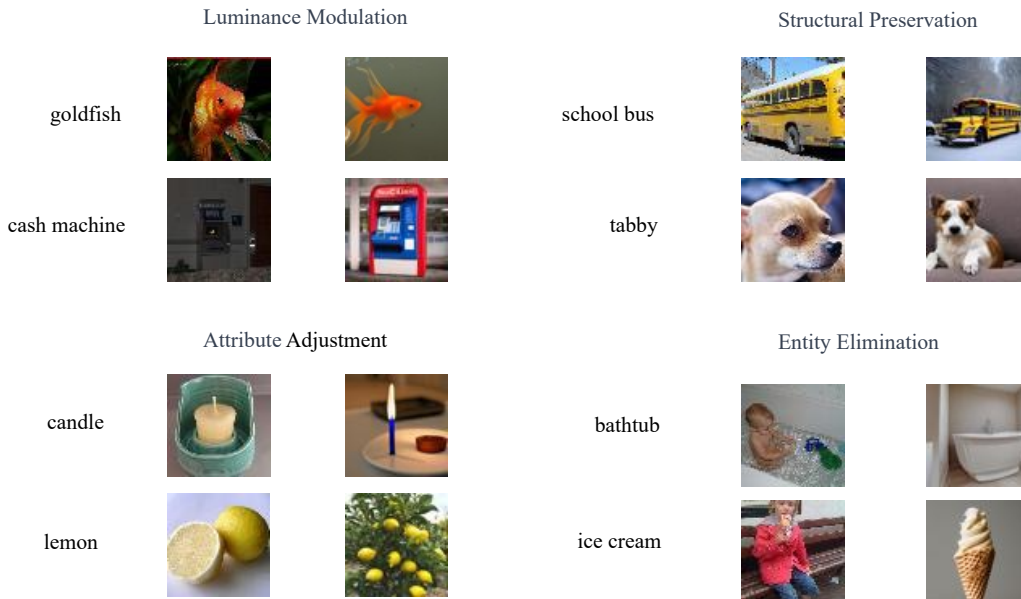 Luminance Modulation
Structural Preservation
goldfish
school bus
cash machine
tabby
Attribute Adjustment
Entity Elimination
candle
bathtub
lemon
ice cream